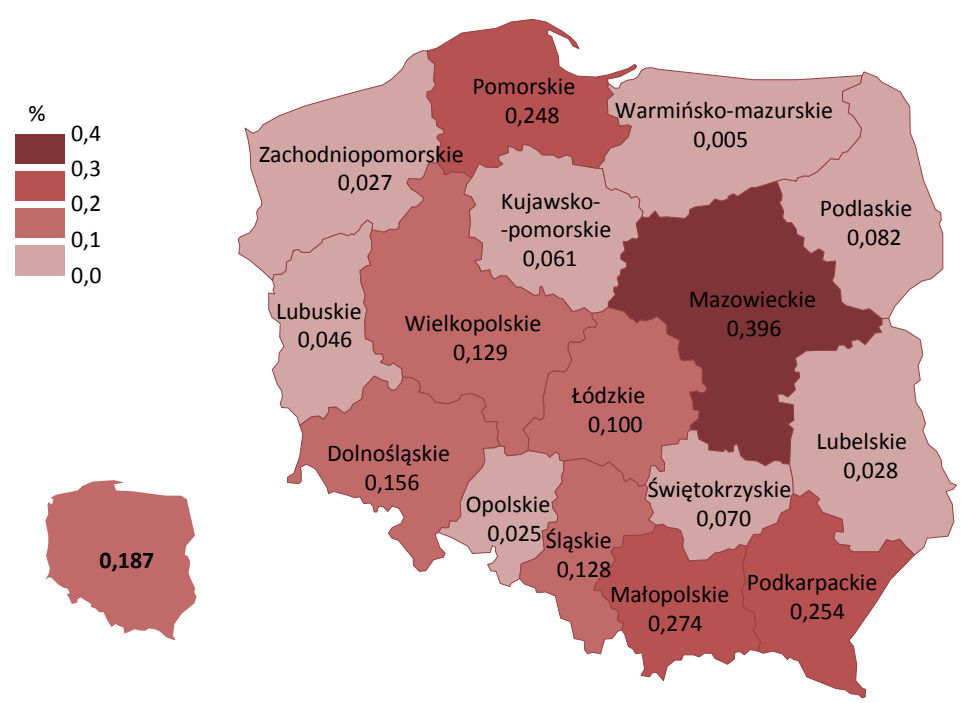 %
0,4
0,3
0,2
0,1
0,0
Pomorskie
0,248
Warmińsko-mazurskie
0,005
Zachodniopomorskie
0,027
Kujawsko-
-pomorskie
0,061
Podlaskie
0,082
Mazowieckie
0,396
Lubuskie
0,046
Wielkopolskie
0,129
Łódzkie
0,100
Lubelskie
0,028
Dolnośląskie
0,156
Opolskie
0,025
Świętokrzyskie
0,070
Śląskie
0,128
Małopolskie
0,274
Podkarpackie
0,254
0,187